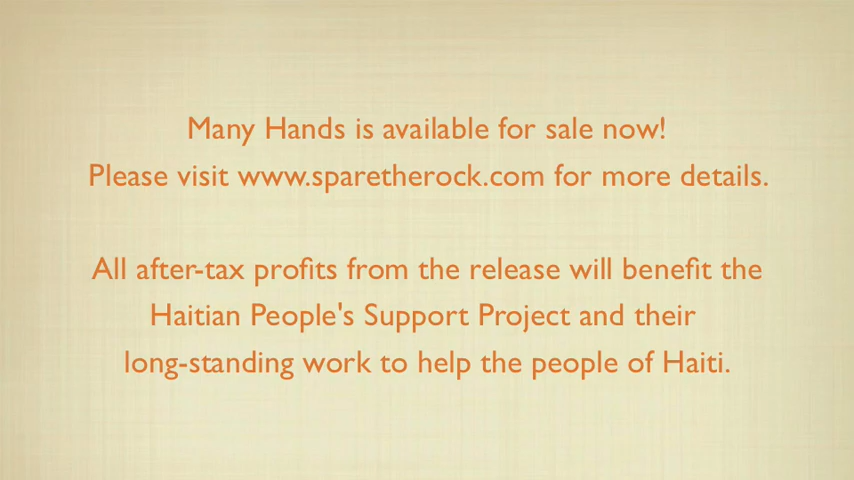 Many Hands is available for sale now!
Please visit www.sparetherock.com for more details.
All after-tax profits from the release will benefit the
Haitian People's Support Project and their
long-standing work to help the people of Haiti.